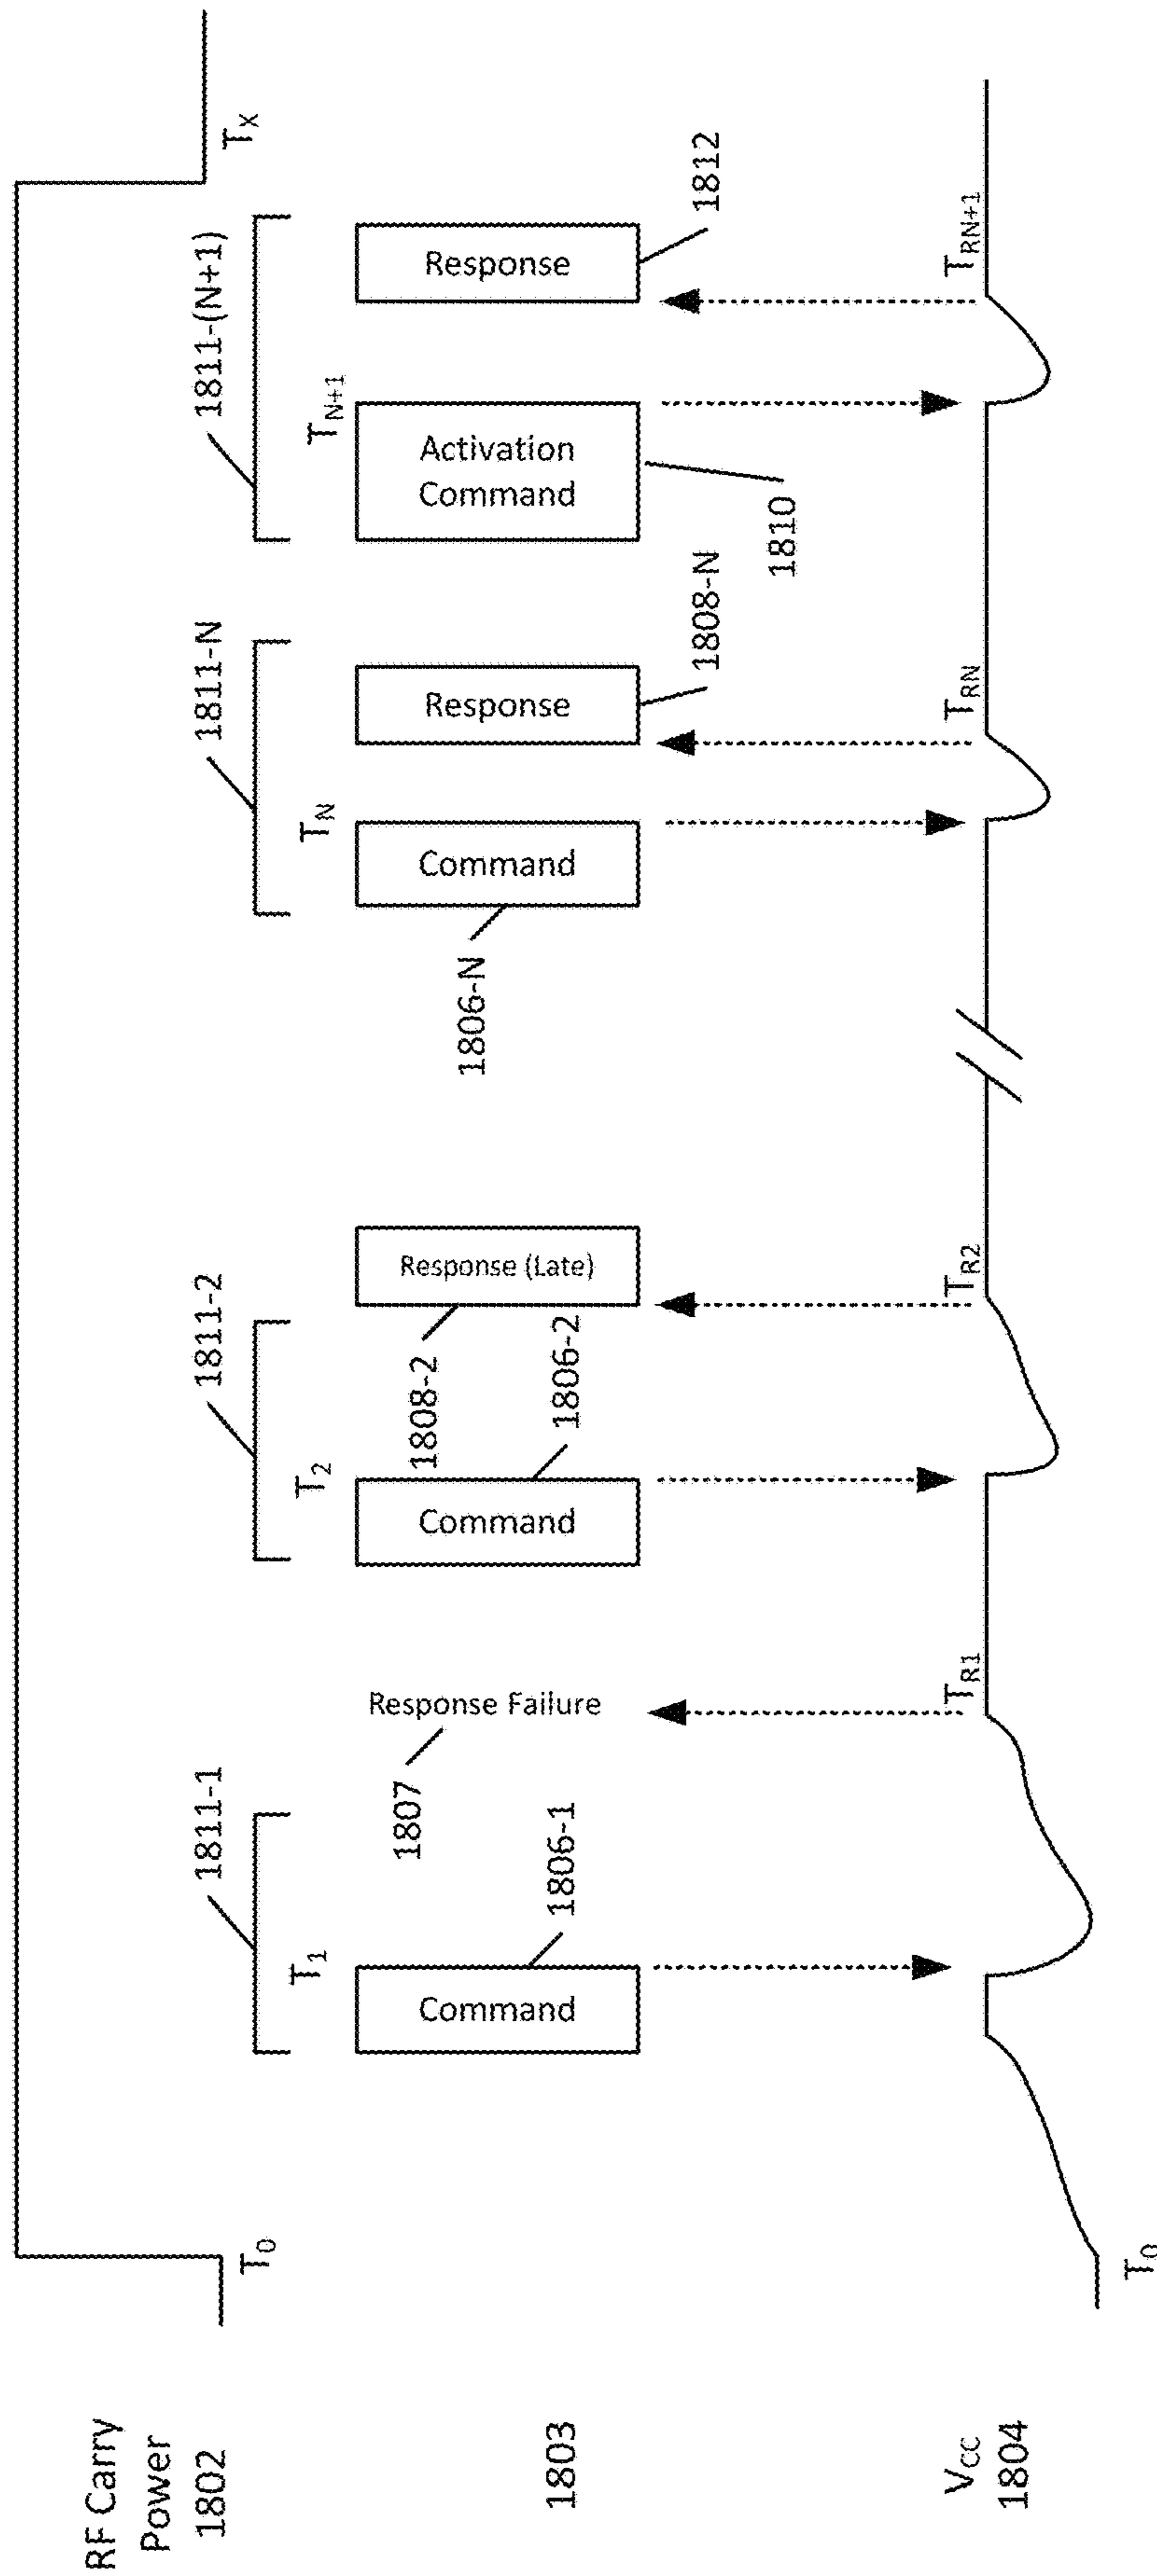 RF Carry
Power
1802
T0
TX
1811-1
1811-2
1811-N
1811-(N+1)
T1
T2
TN
TN+1
1803
Command
1806-1
Response Failure
1807
Command
1806-2
Response (Late)
1808-2
Command
1806-N
Response
1808-N
Activation
Command
1810
Response
1812
VCC
1804
T0
TR1
TR2
TRN
TRN+1